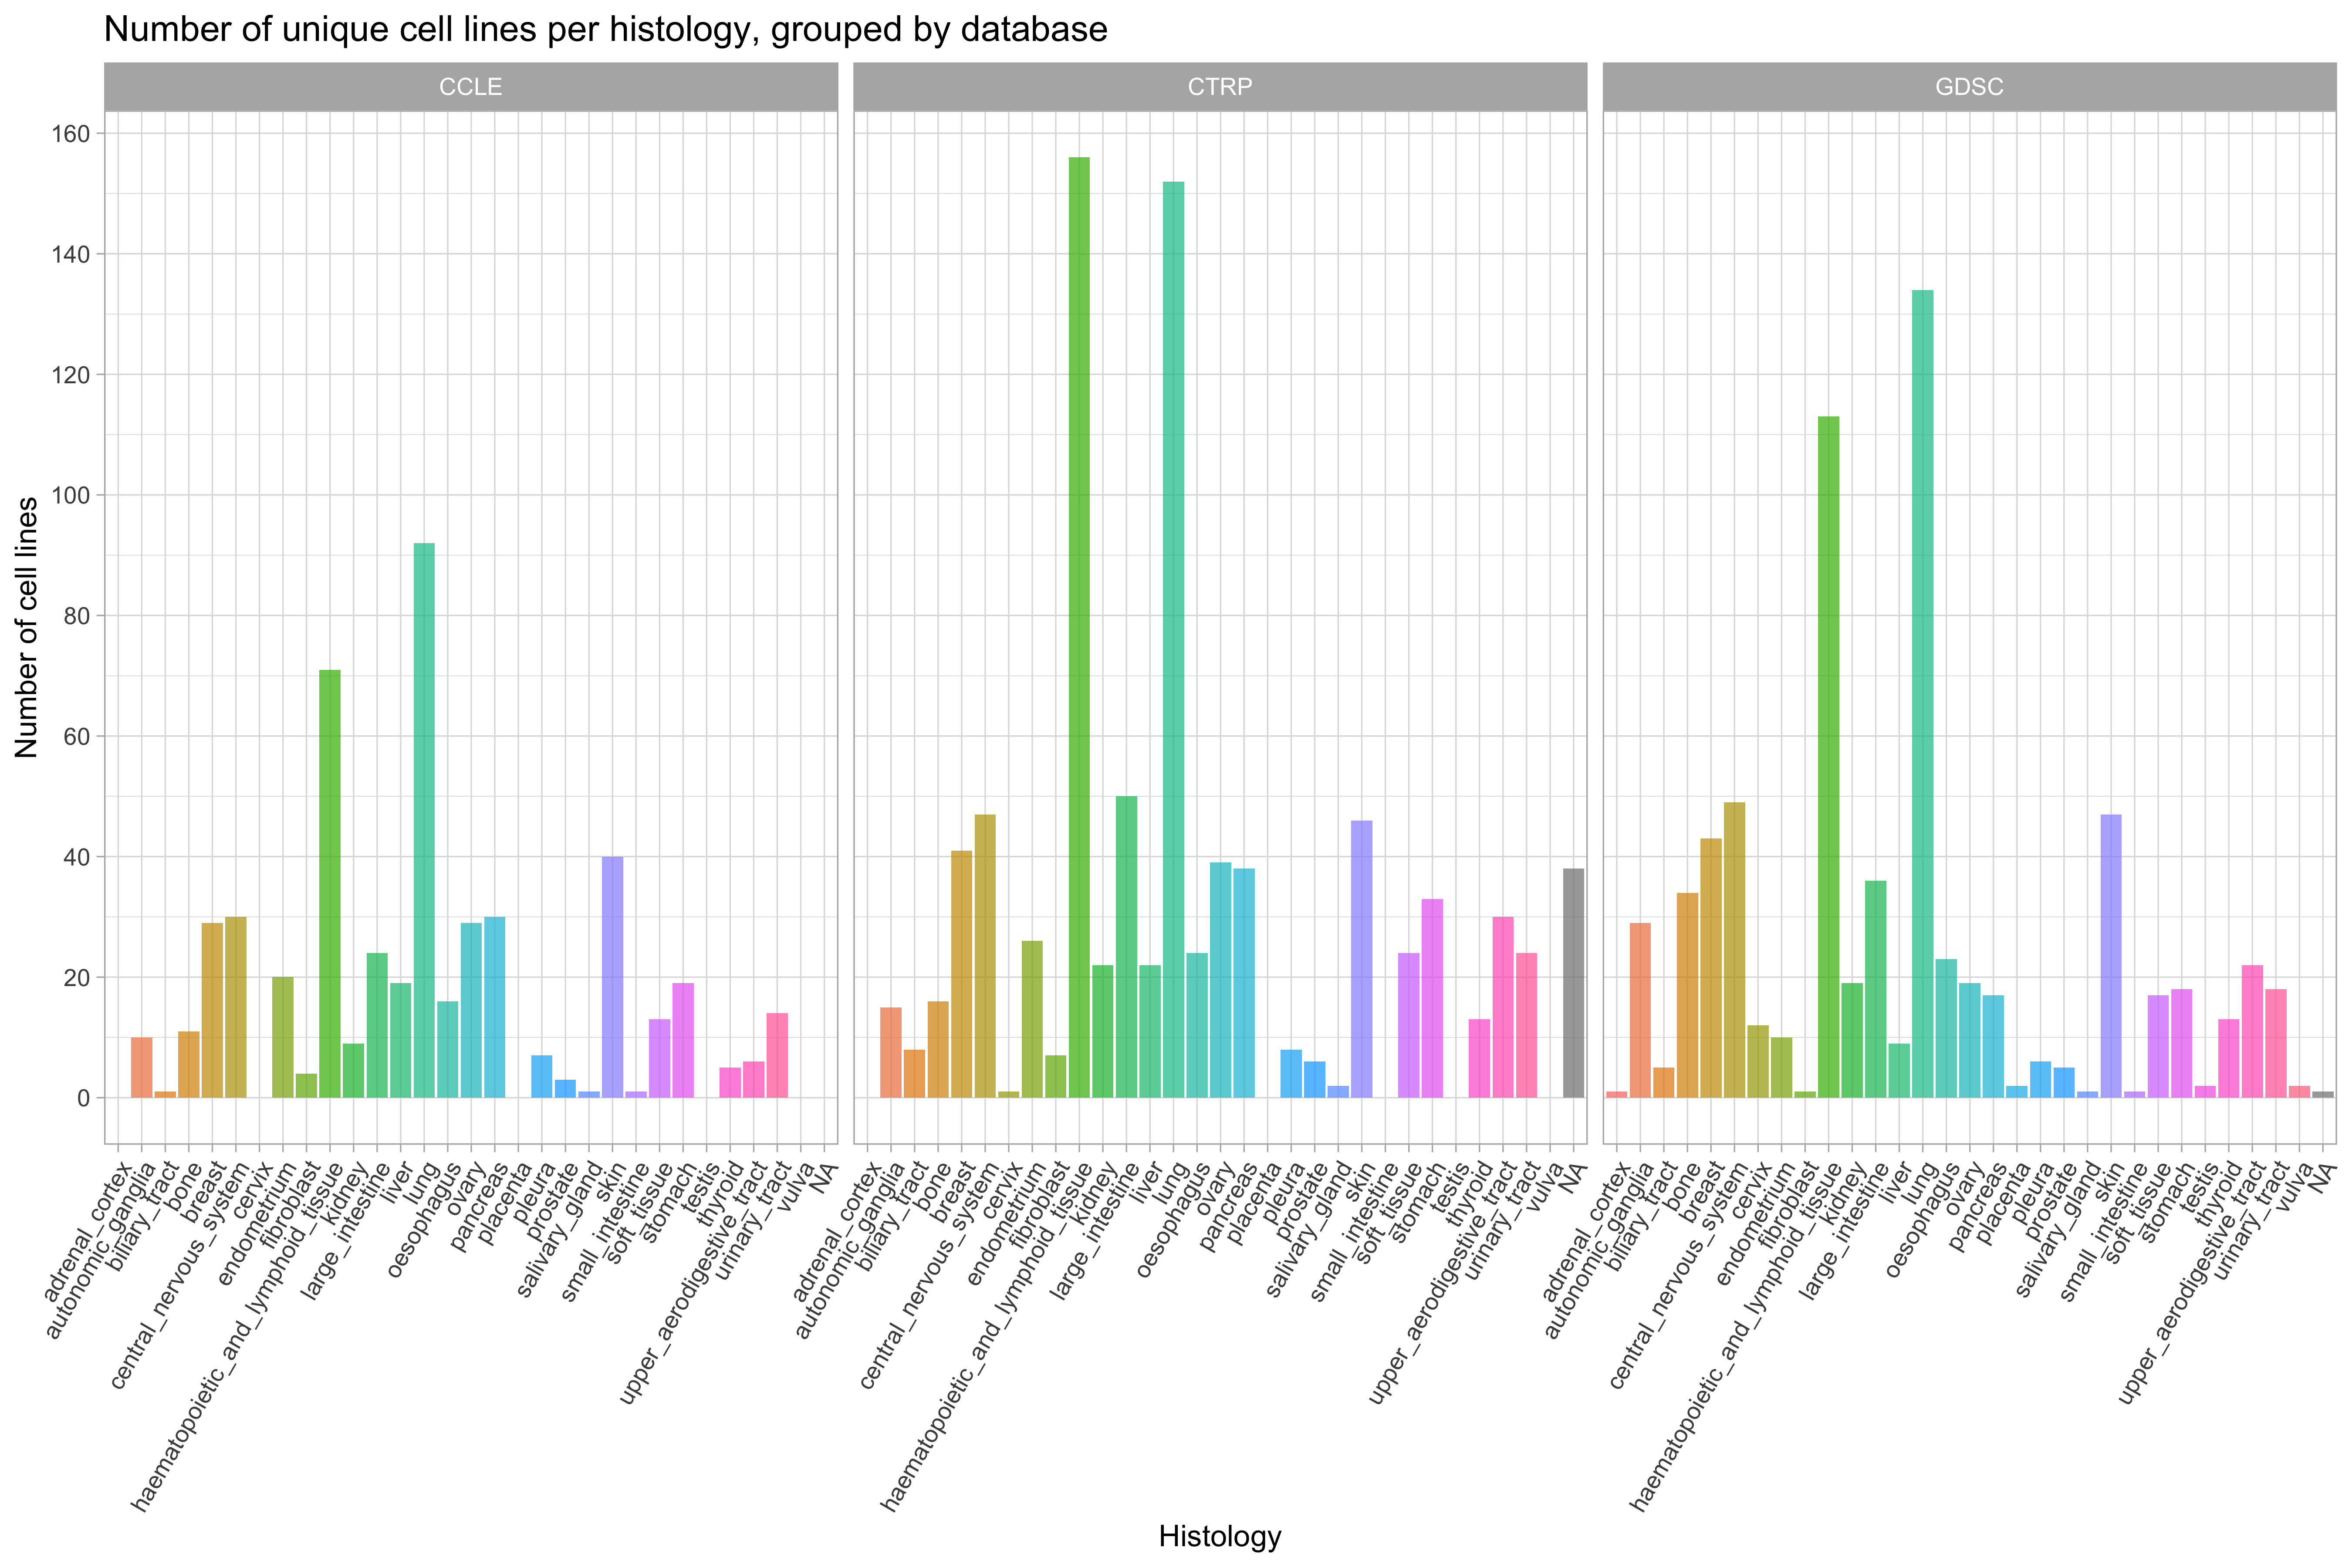 Number of unique cell lines per histology, grouped by database
CCLE
CTRP
GDSC
Number of cell lines
160
140
120
100
80
60
40
20
0
adrenal_cortex
autonomic_ganglia
biliary_tract
bone
breast
central_nervous_system
cervix
endometrium
fibroblast
haematopoietic_and_lymphoid_tissue
kidney
large_intestine
liver
lung
oesophagus
ovary
pancreas
placenta
pleura
prostate
salivary_gland
skin
small_intestine
soft_tissue
stomach
testis
thyroid
upper_aerodigestive_tract
urinary_tract
vulva
NA
adrenal_cortex
autonomic_ganglia
biliary_tract
bone
breast
central_nervous_system
cervix
endometrium
fibroblast
haematopoietic_and_lymphoid_tissue
kidney
large_intestine
liver
lung
oesophagus
ovary
pancreas
placenta
pleura
prostate
salivary_gland
skin
small_intestine
soft_tissue
stomach
testis
thyroid
upper_aerodigestive_tract
urinary_tract
vulva
NA
adrenal_cortex
autonomic_ganglia
biliary_tract
bone
breast
central_nervous_system
cervix
endometrium
fibroblast
haematopoietic_and_lymphoid_tissue
kidney
large_intestine
liver
lung
oesophagus
ovary
pancreas
placenta
pleura
prostate
salivary_gland
skin
small_intestine
soft_tissue
stomach
testis
thyroid
upper_aerodigestive_tract
urinary_tract
vulva
NA
Histology